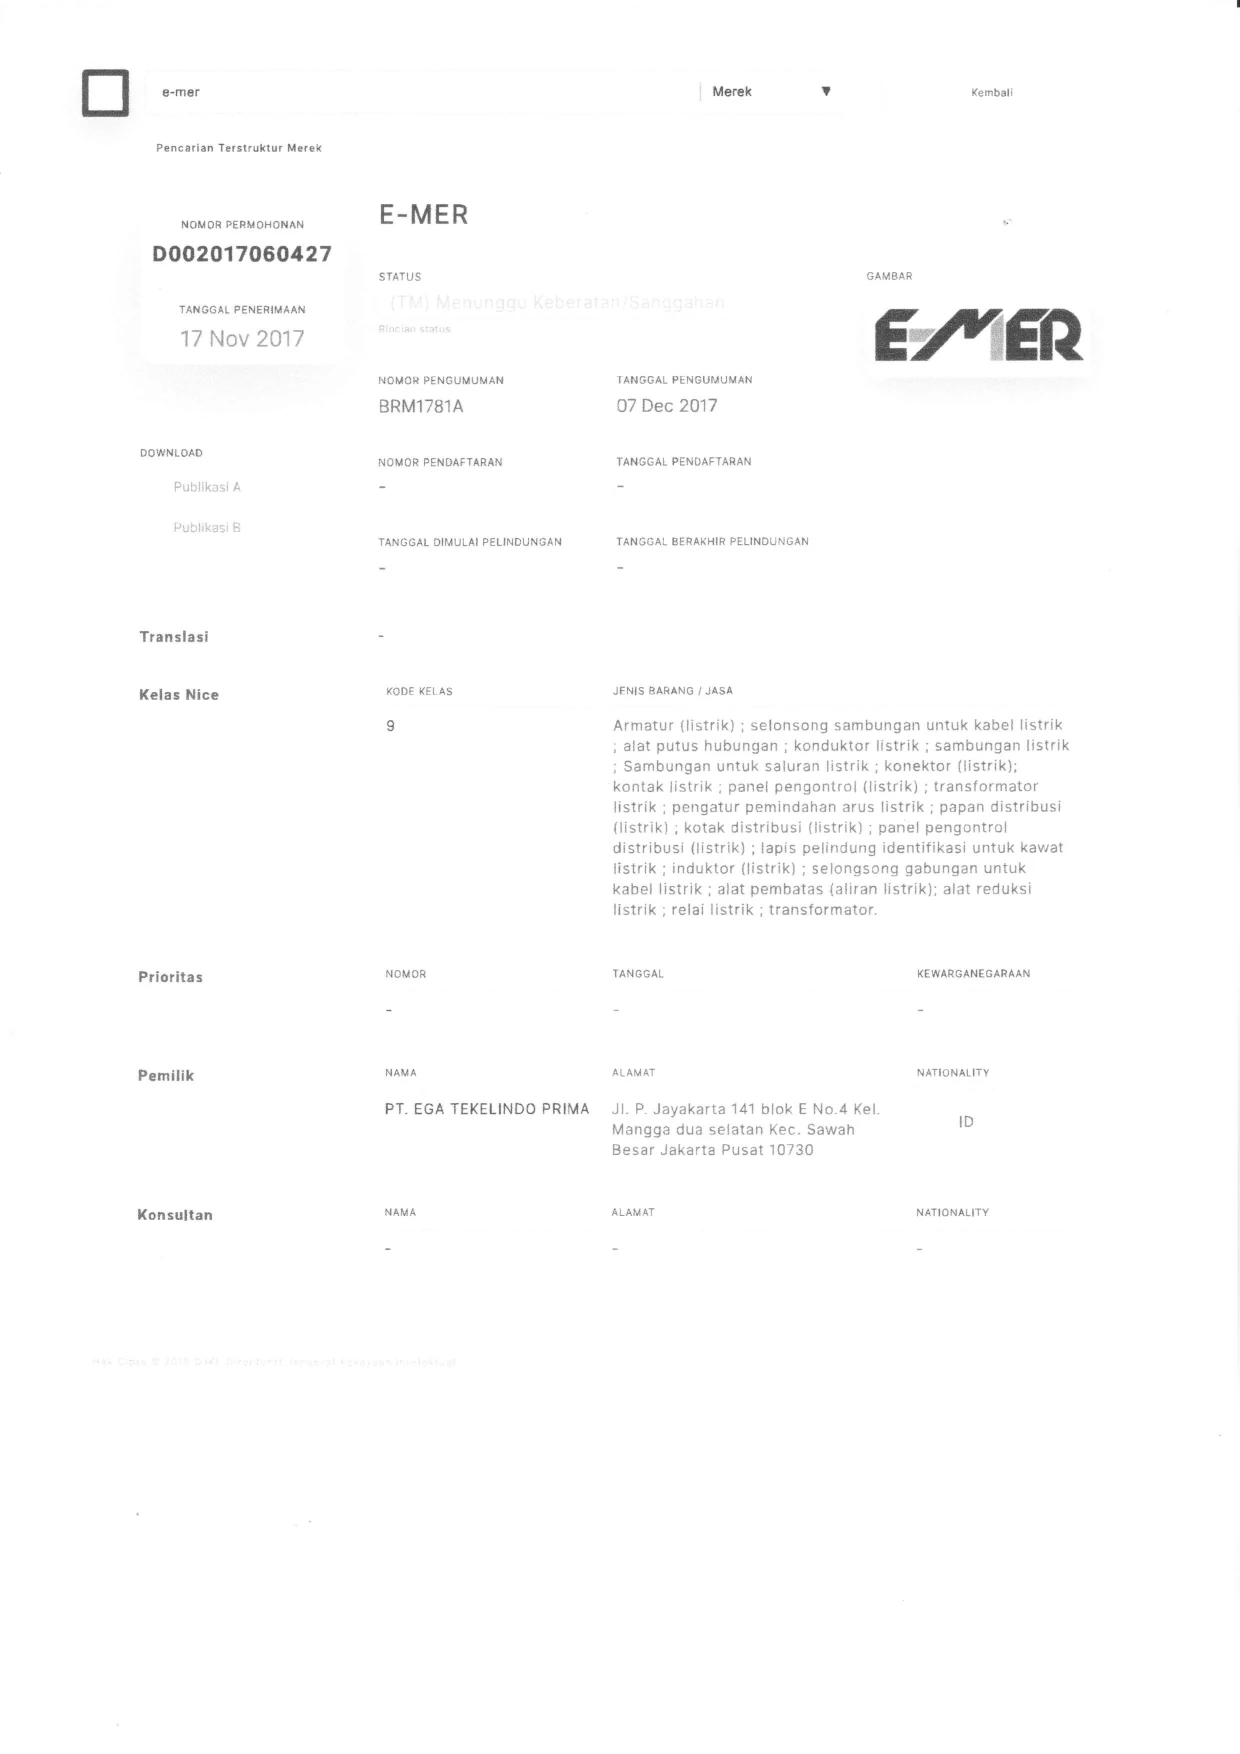 e-mer
Merek
Kembali
Pencarian Terstruktur Merek
NOMOR PERMOHONAN
D002017060427
TANGGAL PENERIMAAN
17 Nov 2017
E-MER
STATUS
(TM) Menunggu Keberatan/Sanggahan
Rincian status
GAMBAR
E-MER
NOMOR PENGUMUMAN
TANGGAL PENGUMUMAN
BRM1781A
07 Dec 2017
DOWNLOAD
Publikasi A
Publikasi B
NOMOR PENDAFTARAN
TANGGAL PENDAFTARAN
-
-
TANGGAL DIMULAI PELINDUNGAN
TANGGAL BERAKHIR PELINDUNGAN
-
-
Translasi
-
Kelas Nice
KODE KELAS
JENIS BARANG / JASA
9
Armatur (listrik) ; selonsong sambungan untuk kabel listrik
; alat putus hubungan ; konduktor listrik ; sambungan listrik
; Sambungan untuk saluran listrik ; konektor (listrik);
kontak listrik ; panel pengontrol (listrik) ; transformator
listrik ; pengatur pemindahan arus listrik ; papan distribusi
(listrik) ; kotak distribusi (listrik) ; panel pengontrol
distribusi (listrik) ; lapis pelindung identifikasi untuk kawat
listrik ; induktor (listrik) ; selongsong gabungan untuk
kabel listrik ; alat pembatas (aliran listrik); alat reduksi
listrik ; relai listrik ; transformator.
Prioritas
NOMOR
TANGGAL
KEWARGANEGARAAN
-
-
-
Pemilik
NAMA
ALAMAT
NATIONALITY
PT. EGA TEKELINDO PRIMA
Jl. P. Jayakarta 141 blok E No.4 Kel.
Mangga dua selatan Kec. Sawah
Besar Jakarta Pusat 10730
ID
Konsultan
NAMA
ALAMAT
NATIONALITY
-
-
-